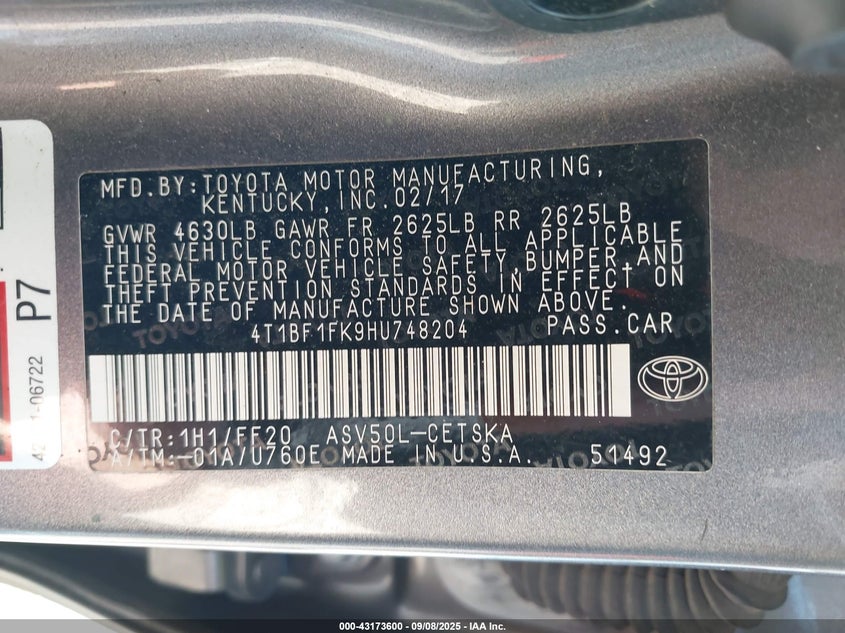 MFD.BY:TOYOTA MOTOR MANUFACTURING,
KENTUCKY, INC. 02/17
GVWR 4630LB GAWR FR 2625LB RR 2625LB
THIS VEHICLE CONFORMS TO ALL APPLICABLE
FEDERAL MOTOR VEHICLE SAFETY, BUMPER, AND
THEFT PREVENTION STANDARDS IN EFFECT ON
THE DATE OF MANUFACTURE SHOWN ABOVE.
4T1BF1FK9HU748204 PASS.CAR
C/TR:1H1/FF20 ASV50L-CETSKA
A/TM:-01A/U760E MADE IN U.S.A. 51492
P7
000-43173600 - 09/08/2025 - IAA Inc.